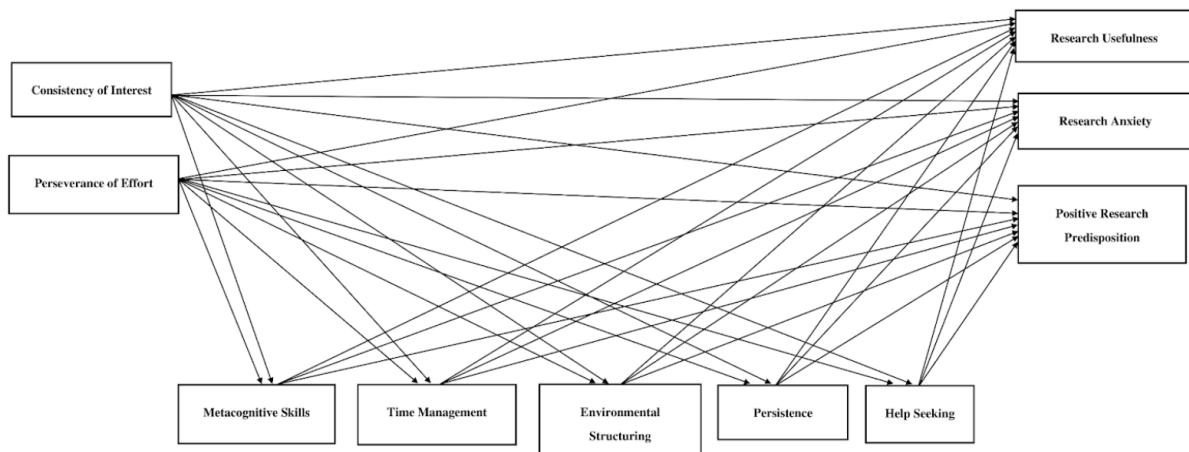 Research Usefulness
Consistency of Interest
Research Anxiety
Perseverance of Effort
Positive Research
Predisposition
Metacognitive Skills
Time Management
Environmental
Structuring
Persistence
Help Seeking